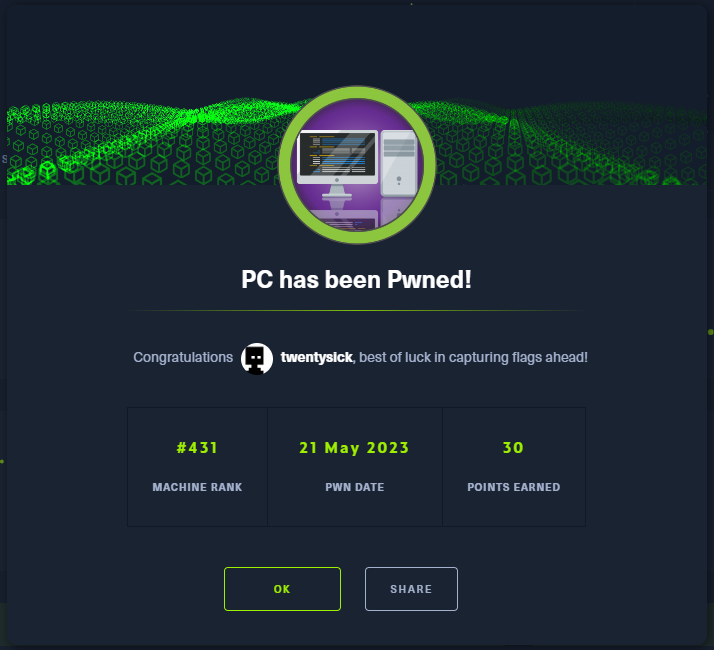 s
PC has been Pwned!
Congratulations twentysick, best of luck in capturing flags ahead!
#431 21 May 2023 30
MACHINE RANK PWN DATE POINTS EARNED
OK SHARE